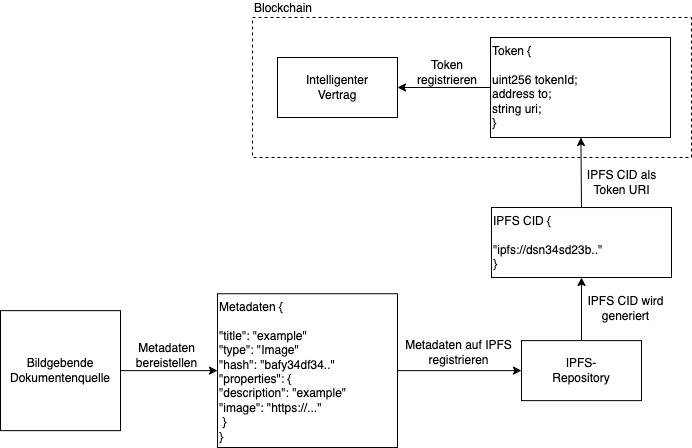 Blockchain
Token {
uint256 tokenId;
address to;
string uri;
}
Token
registrieren
Intelligenter
Vertrag
IPFS CID als
Token URI
IPFS CID {
"ipfs://dsn34sd23b.."
}
IPFS CID wird
generiert
IPFS-
Repository
Metadaten auf IPFS
registrieren
Metadaten {
"title": "example"
"type": "Image"
"hash": "bafy34df34.."
"properties": {
"description": "example"
"image": "https://..."
}
}
Metadaten
bereistellen
Bildgebende
Dokumentenquelle